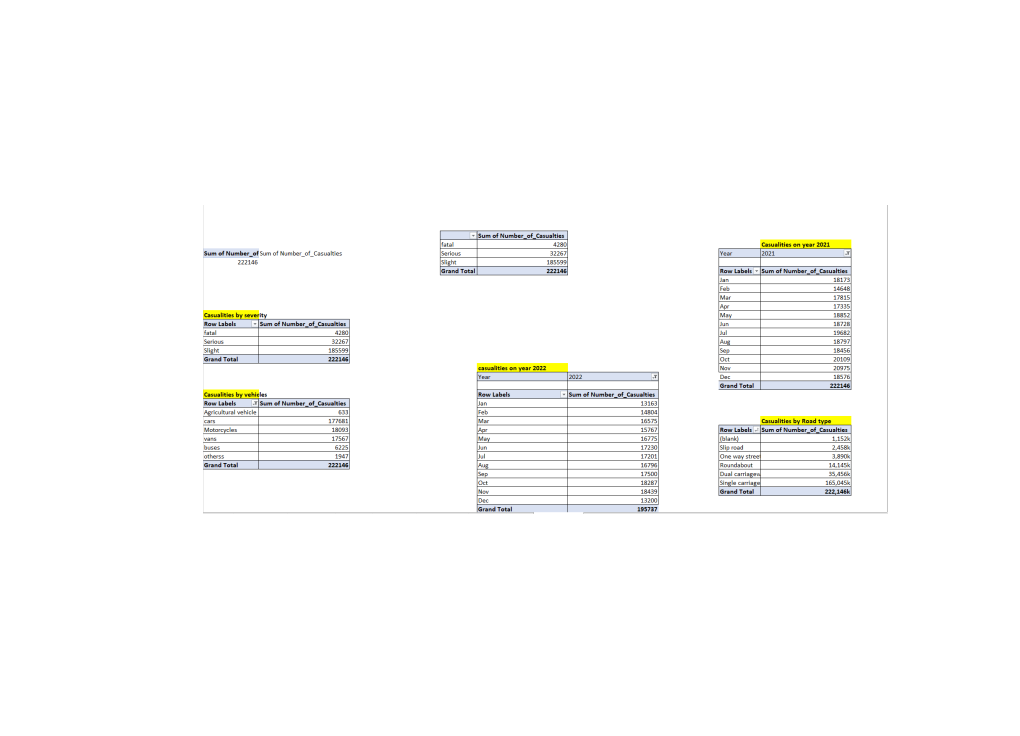 Sum of Number_of Sum of Number_of_Casualties
222146
Casualities by severity
Row Labels Sum of Number_of_Casualties
fatal 4280
Serious 32267
Slight 185599
Grand Total 222146
Casualities by vehicles
Row Labels Sum of Number_of_Casualties
Agricultural vehicle 633
cars 177681
Motorcycles 18093
vans 17567
buses 6225
otherss 1947
Grand Total 222146
Sum of Number_of_Casualties
fatal 4280
Serious 32267
Slight 185599
Grand Total 222146
casualities on year 2022
Year 2022
Row Labels Sum of Number_of_Casualties
Jan 13163
Feb 14804
Mar 16575
Apr 15767
May 16775
Jun 17230
Jul 17201
Aug 16796
Sep 17500
Oct 18287
Nov 18439
Dec 13200
Grand Total 195737
Casualities on year 2021
Year 2021
Row Labels Sum of Number_of_Casualties
Jan 18173
Feb 14648
Mar 17815
Apr 17335
May 18852
Jun 18728
Jul 19682
Aug 18797
Sep 18456
Oct 20109
Nov 20975
Dec 18576
Grand Total 222146
Casualities by Road type
Row Labels Sum of Number_of_Casualties
(blank) 1,152k
Slip road 2,458k
One way street 3,890k
Roundabout 14,145k
Dual carriagew 35,456k
Single carriage 165,045k
Grand Total 222,146k